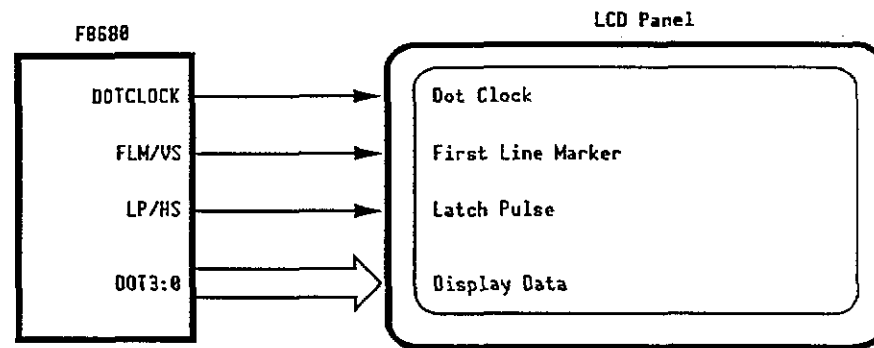 LCD Panel
F8680
DOTCLOCK
Dot Clock
FLM/VS
First Line Marker
LP/HS
Latch Pulse
DOT3:0
Display Data